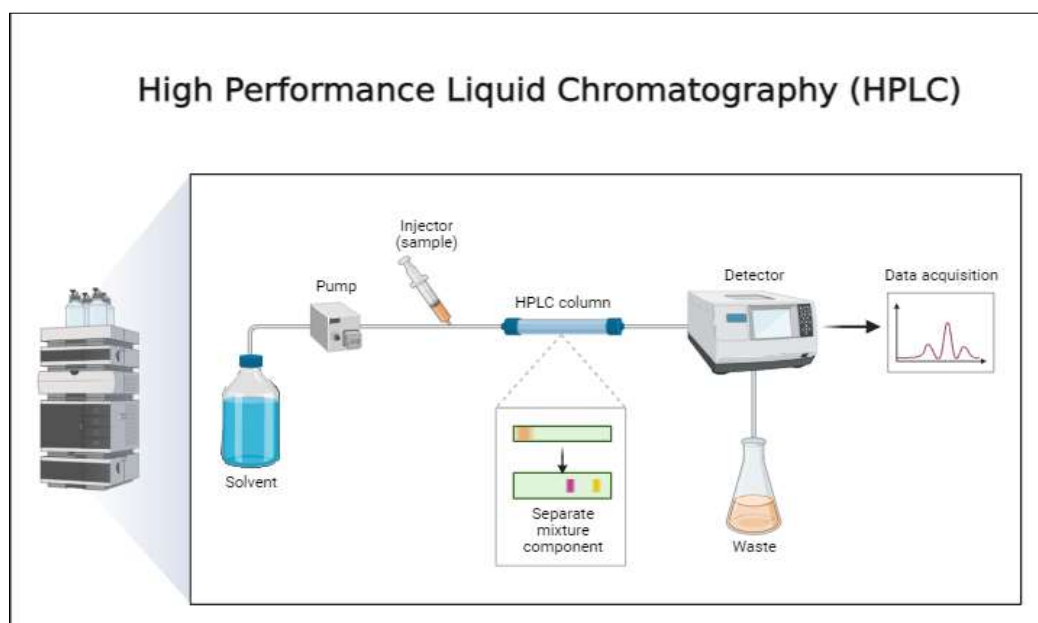 High Performance Liquid Chromatography (HPLC)
Injector
(sample)
Pump
HPLC column
Detector
Data acquisition
Solvent
Separate
mixture
component
Waste